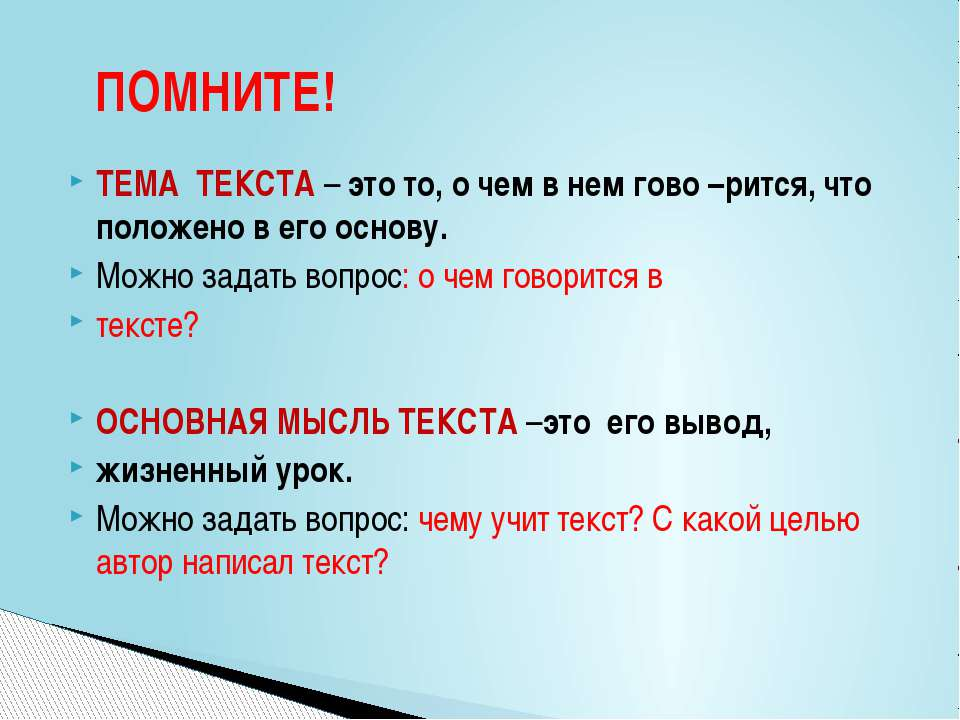 ПОМНИТЕ!
ТЕМА  ТЕКСТА – это то, о чем в нем гово –рится, что
положено в его основу.
Можно задать вопрос: о чем говорится в
тексте?
ОСНОВНАЯ МЫСЛЬ ТЕКСТА –это  его вывод,
жизненный урок.
Можно задать вопрос: чему учит текст? С какой целью
автор написал текст?